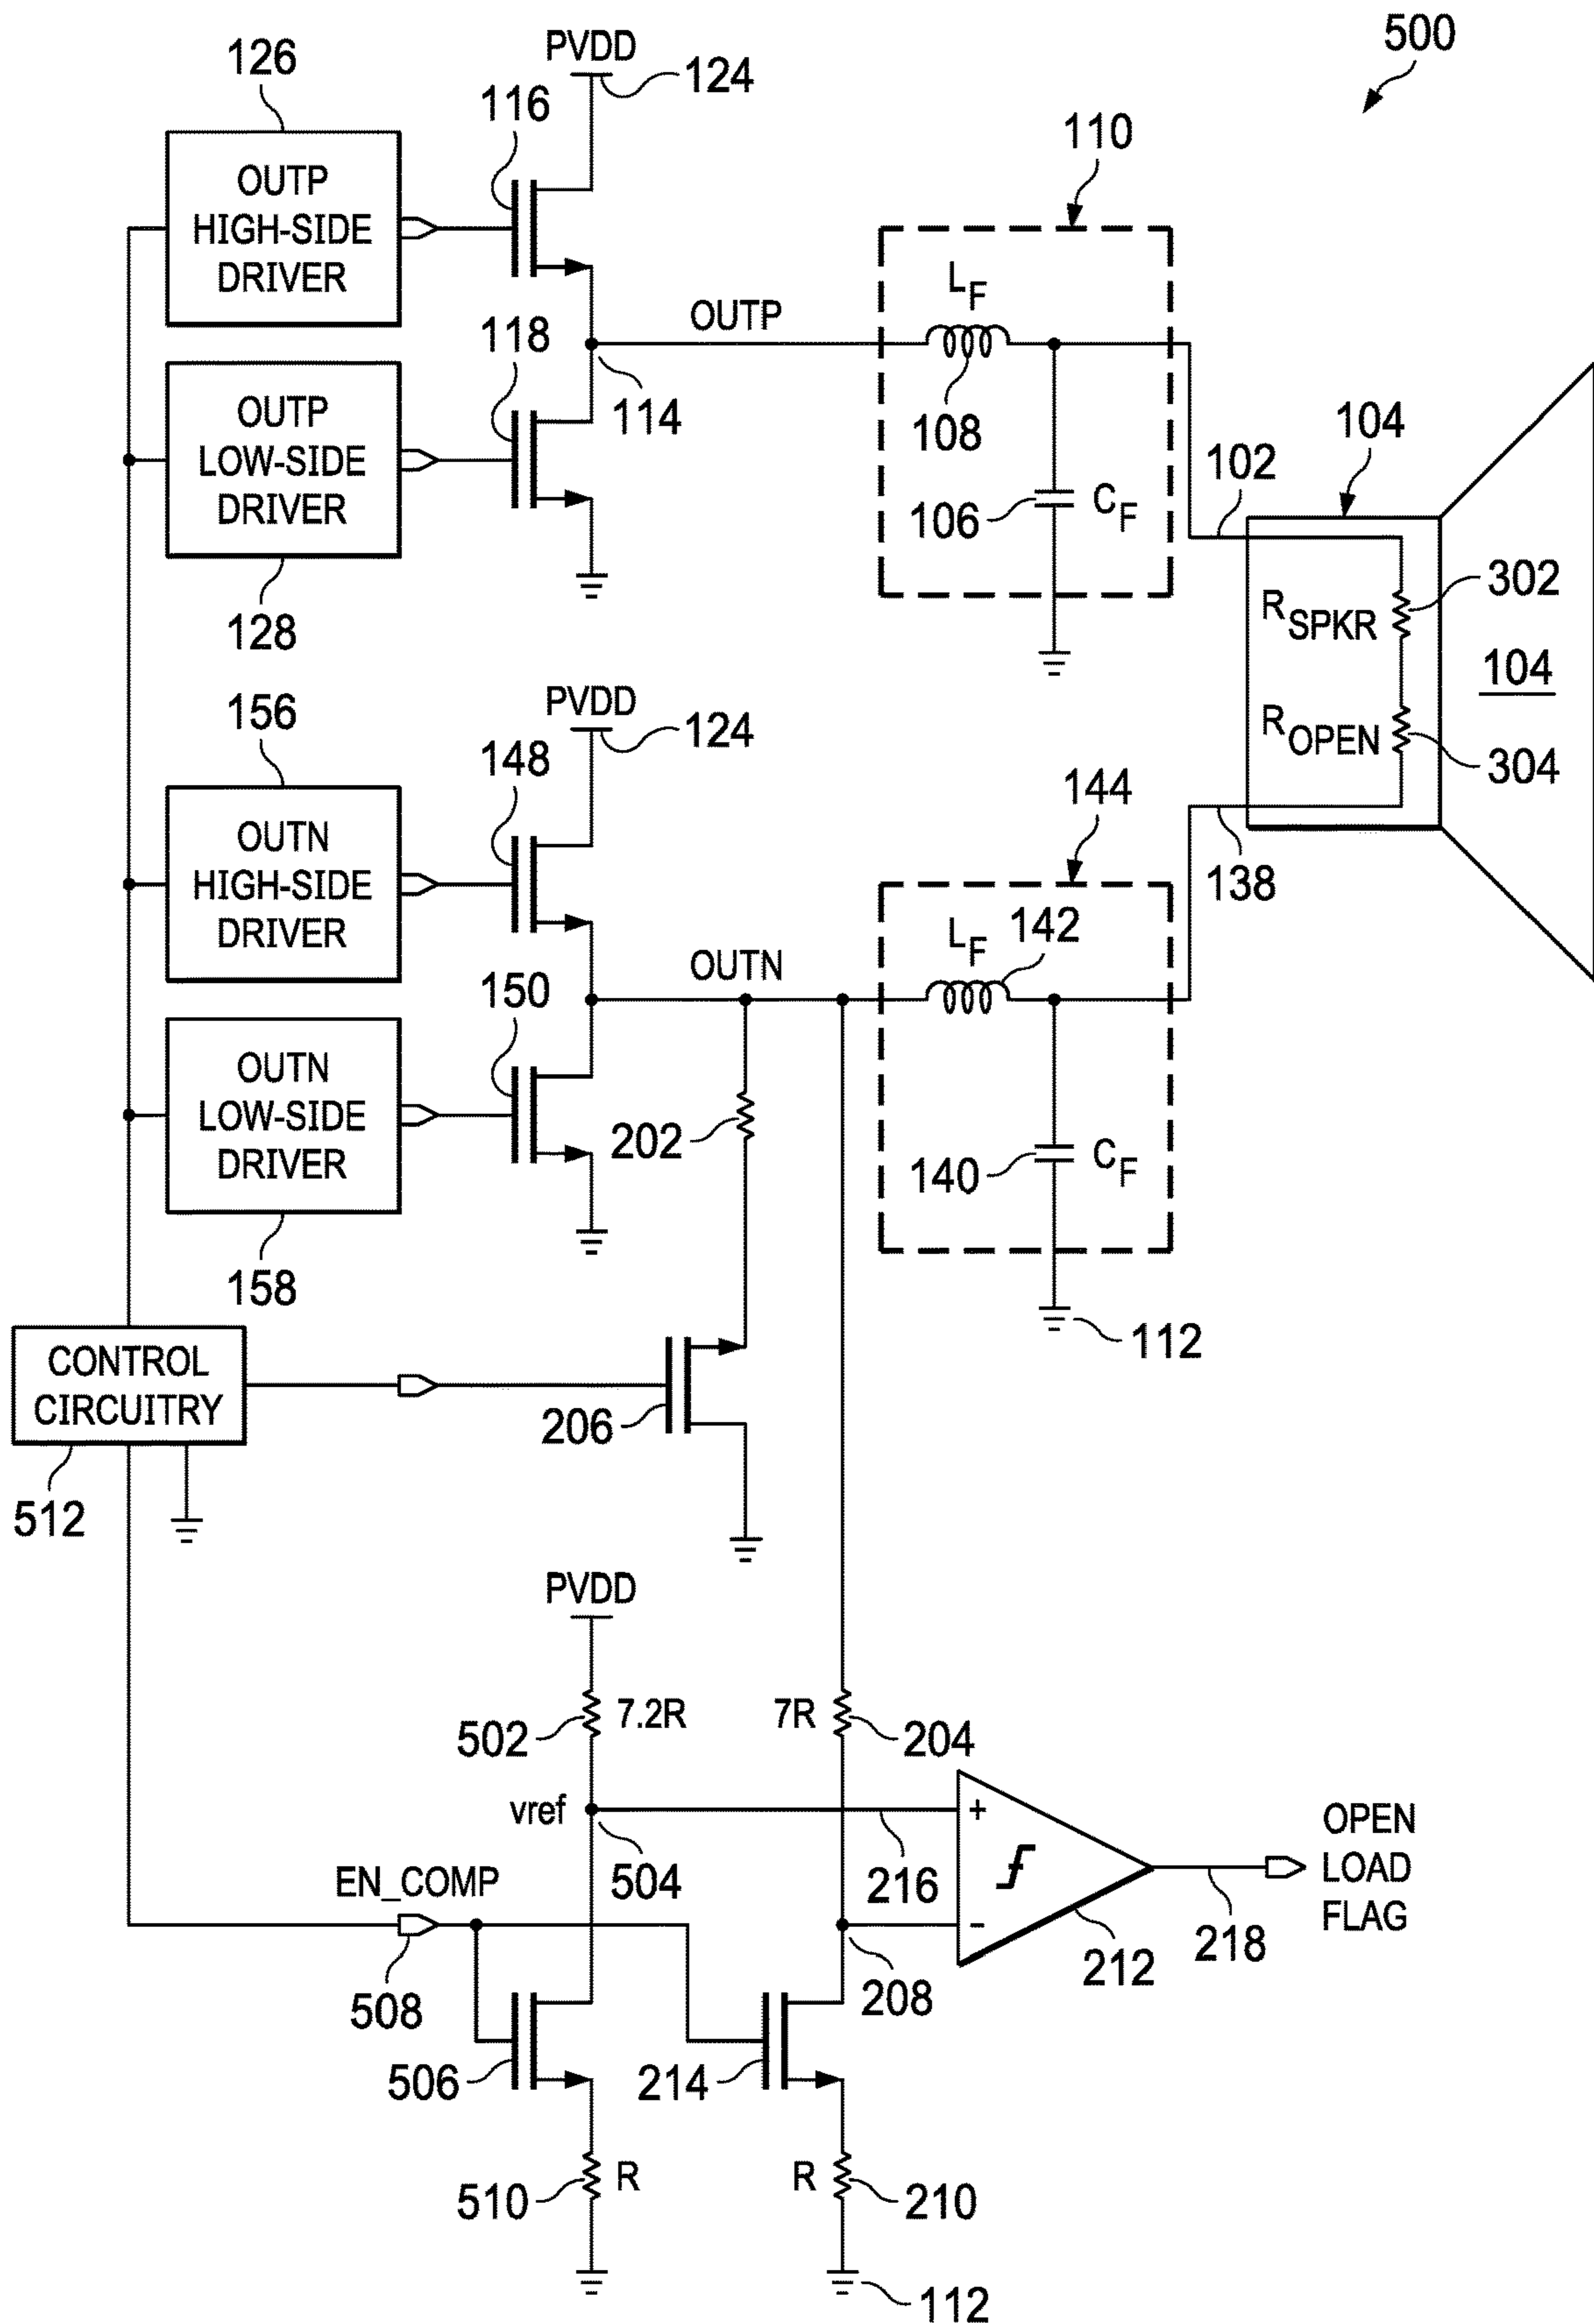 500
PVDD
124
126
116
110
OUTP
HIGH-SIDE
DRIVER
LF
OUTP
118
114
108
OUTP
LOW-SIDE
DRIVER
104
102
106
CF
128
RSPKR
302
104
PVDD
124
156
148
ROPEN
304
144
138
OUTN
HIGH-SIDE
DRIVER
LF
142
OUTN
150
OUTN
LOW-SIDE
DRIVER
202
140
CF
158
112
CONTROL
CIRCUITRY
206
512
PVDD
502
7.2R
7R
204
vref
504
216
OPEN
LOAD
FLAG
+
-
EN_COMP
508
208
212
218
506
214
510
R
R
210
112